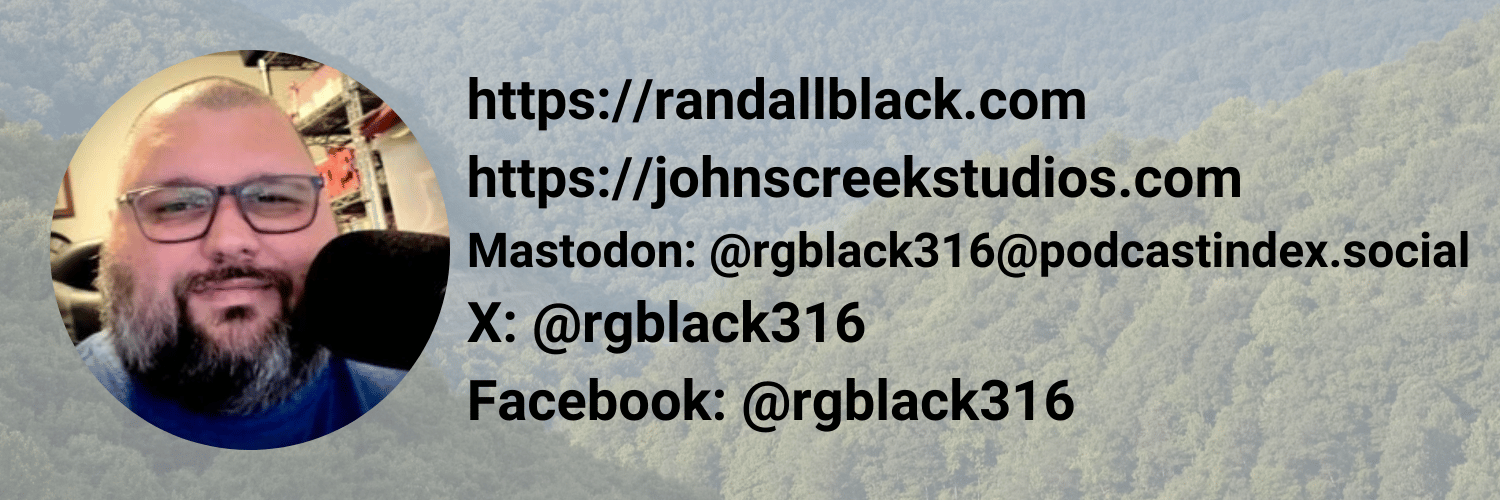 https://randallblack.com
https://johnscreekstudios.com
Mastodon: @rgblack316@podcastindex.social
X: @rgblack316
Facebook: @rgblack316